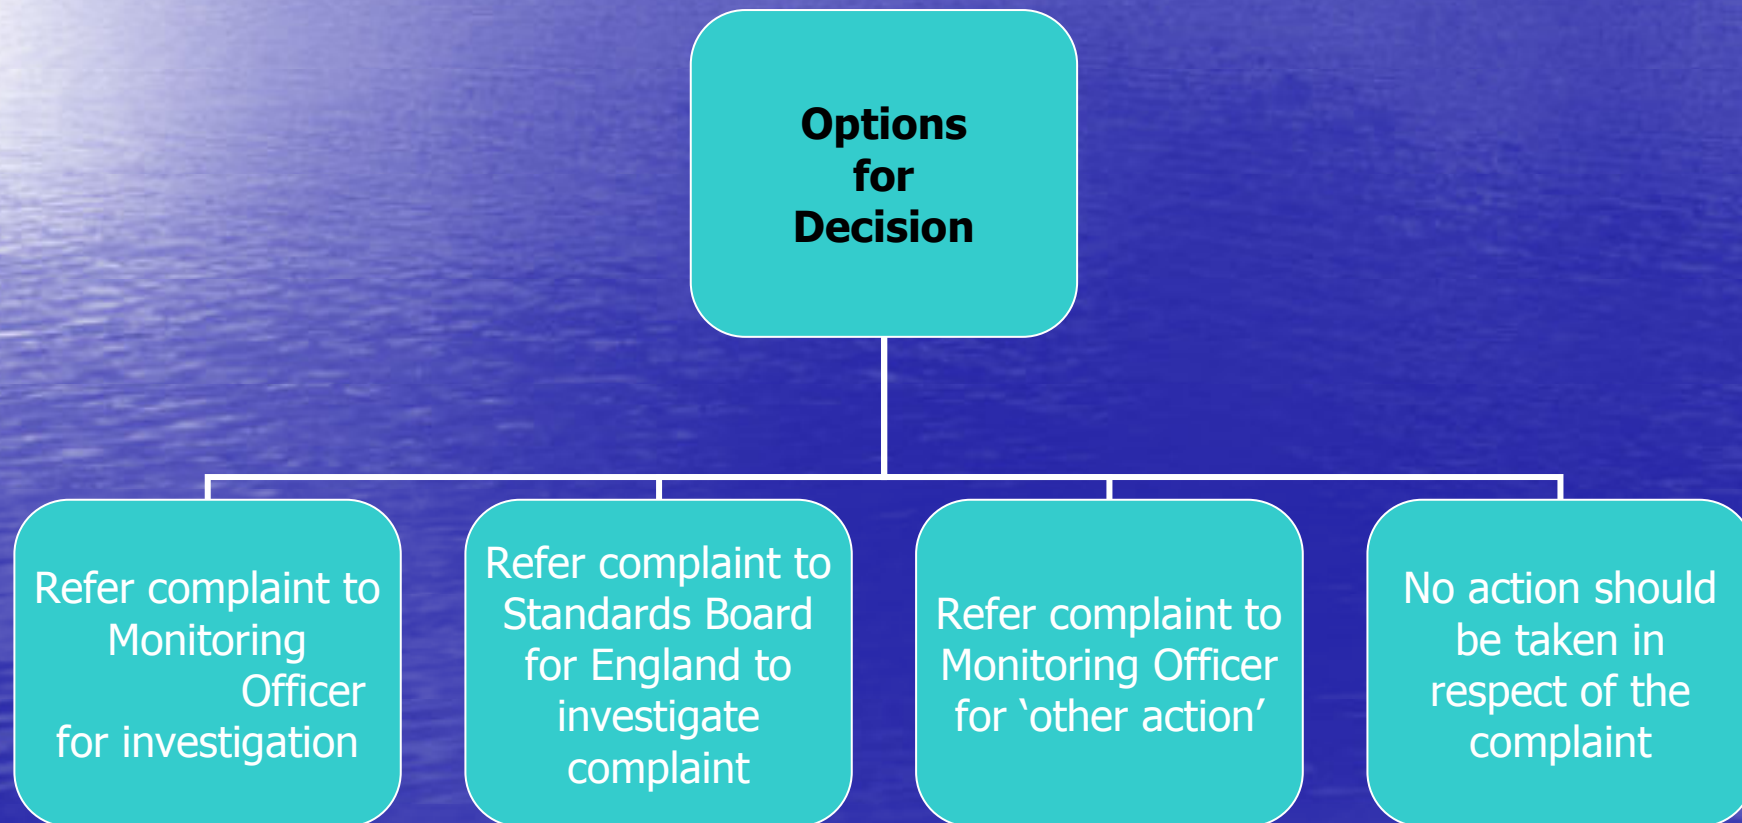 Options
for
Decision
Refer complaint to
Monitoring
Officer
for investigation
Refer complaint to
Standards Board
for England to
investigate
complaint
Refer complaint to
Monitoring Officer
for ‘other action’
No action should
be taken in
respect of the
complaint